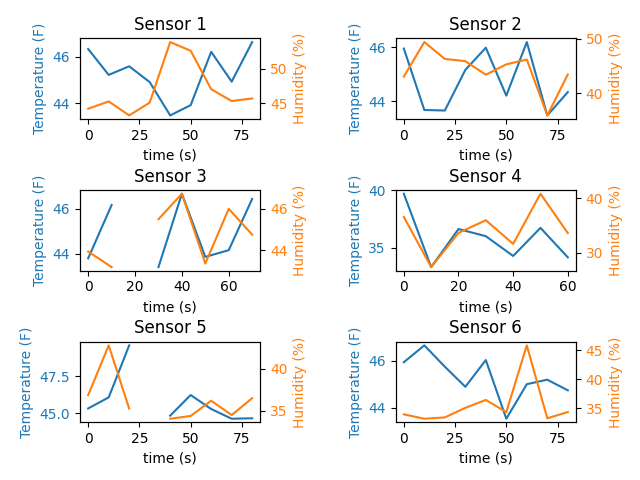 Sensor 1
Temperature (F)
46
44
50
45
Humidity (%)
0 25 50 75
time (s)
Sensor 2
Temperature (F)
46
44
50
40
Humidity (%)
0 25 50 75
time (s)
Sensor 3
Temperature (F)
46
44
46
44
Humidity (%)
0 20 40 60
time (s)
Sensor 4
Temperature (F)
40
35
40
30
Humidity (%)
0 20 40 60
time (s)
Sensor 5
Temperature (F)
47.5
45.0
40
35
Humidity (%)
0 25 50 75
time (s)
Sensor 6
Temperature (F)
46
44
45
40
35
Humidity (%)
0 25 50 75
time (s)